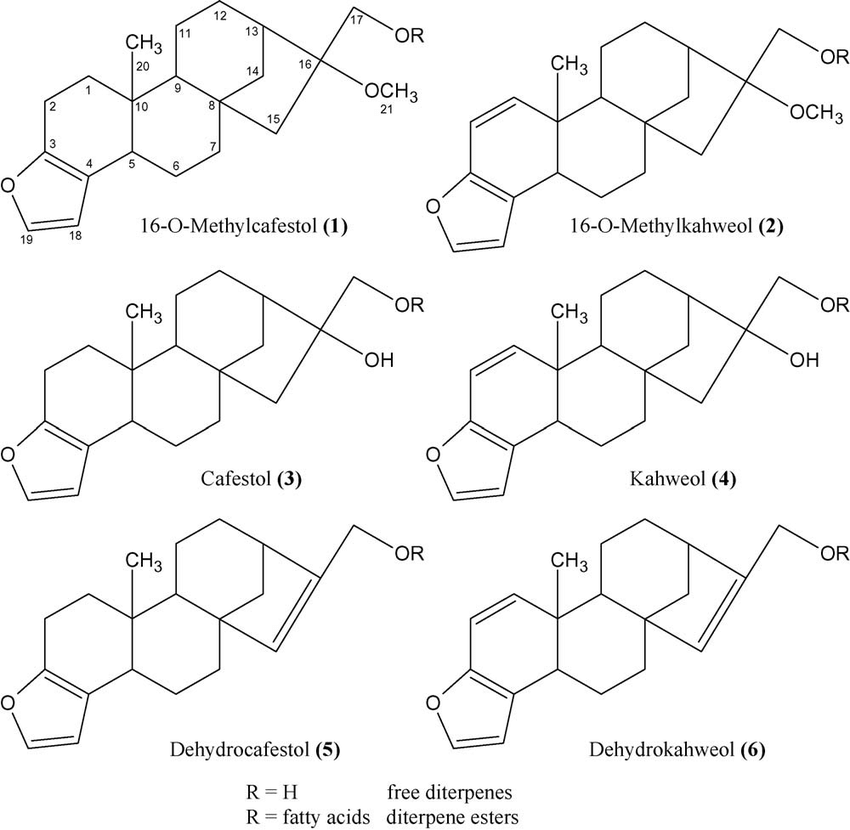 12
17
11
13
OR
CH₃
20
16
14
1
9
OCH₃
21
2
10
8
15
3
7
4
5
6
O
19
18
16-O-Methylcafestol (1)
OR
CH₃
OCH₃
O
16-O-Methylkahweol (2)
OR
CH₃
OH
O
Cafestol (3)
OR
CH₃
OH
O
Kahweol (4)
OR
CH₃
O
Dehydrocafestol (5)
OR
CH₃
O
Dehydrokahweol (6)
R = H free diterpenes
R = fatty acids diterpene esters